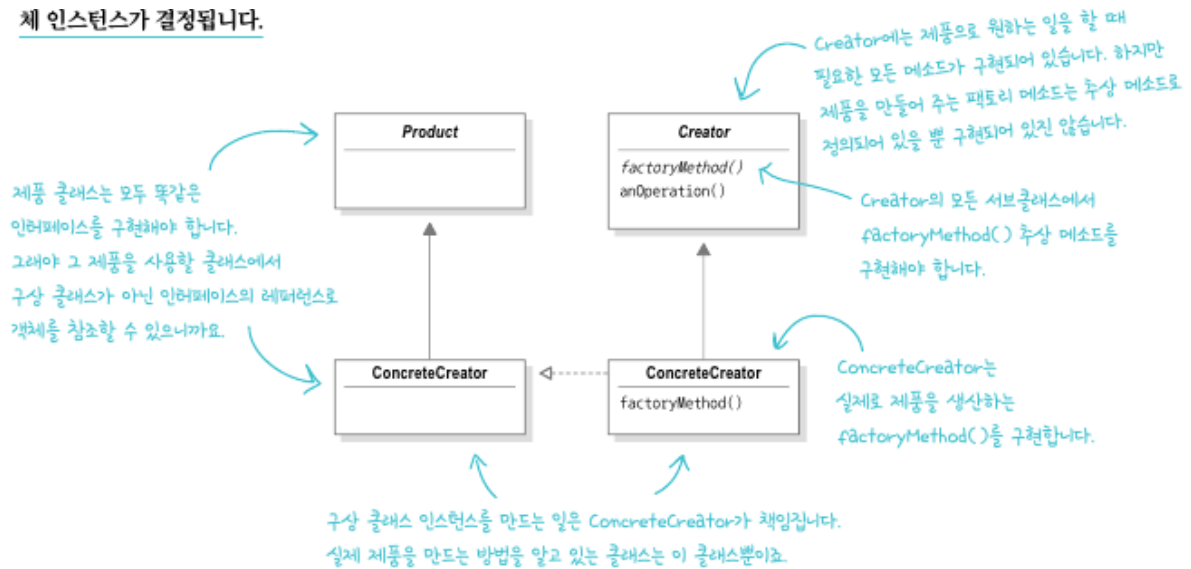 체 인스턴스가 결정됩니다.
Creator에는 제품으로 원하는 일을 할 때
필요한 모든 메소드가 구현되어 있습니다. 하지만
제품을 만들어 주는 팩토리 메소드는 추상 메소드로
정의되어 있을 뿐 구현되어 있진 않습니다.
Product
Creator
factoryMethod()
anOperation()
제품 클래스는 모두 똑같은
인터페이스를 구현해야 합니다.
그래야 그 제품을 사용할 클래스에서
구상 클래스가 아닌 인터페이스의 레퍼런스로
객체를 참조할 수 있으니까요.
Creator의 모든 서브클래스에서
factoryMethod() 추상 메소드를
구현해야 합니다.
ConcreteCreator
ConcreteCreator
factoryMethod()
ConcreteCreator는
실제로 제품을 생산하는
factoryMethod()를 구현합니다.
구상 클래스 인스턴스를 만드는 일은 ConcreteCreator가 책임집니다.
실제 제품을 만드는 방법을 알고 있는 클래스는 이 클래스뿐이죠.